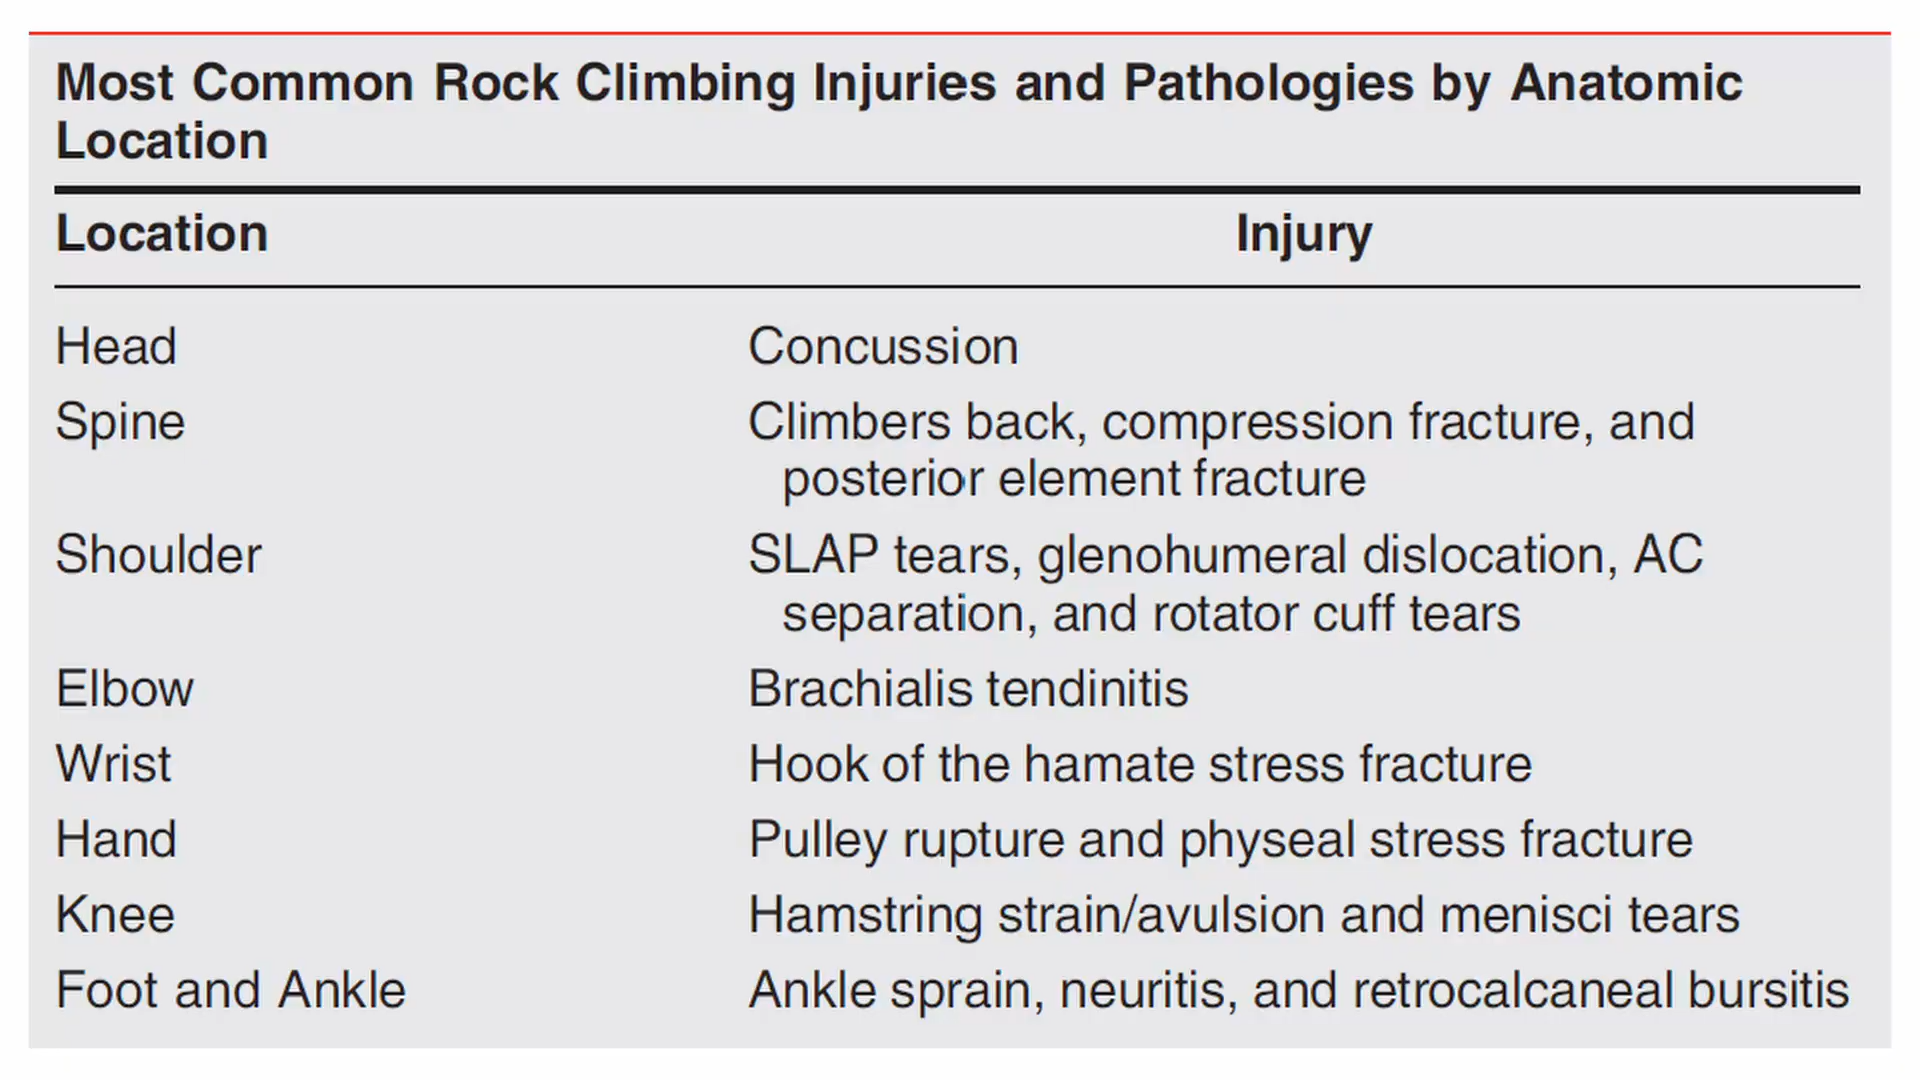 Most Common Rock Climbing Injuries and Pathologies by Anatomic
Location
Location Injury
Head Concussion
Spine Climbers back, compression fracture, and
posterior element fracture
Shoulder SLAP tears, glenohumeral dislocation, AC
separation, and rotator cuff tears
Elbow Brachialis tendinitis
Wrist Hook of the hamate stress fracture
Hand Pulley rupture and physeal stress fracture
Knee Hamstring strain/avulsion and menisci tears
Foot and Ankle Ankle sprain, neuritis, and retrocalcaneal bursitis